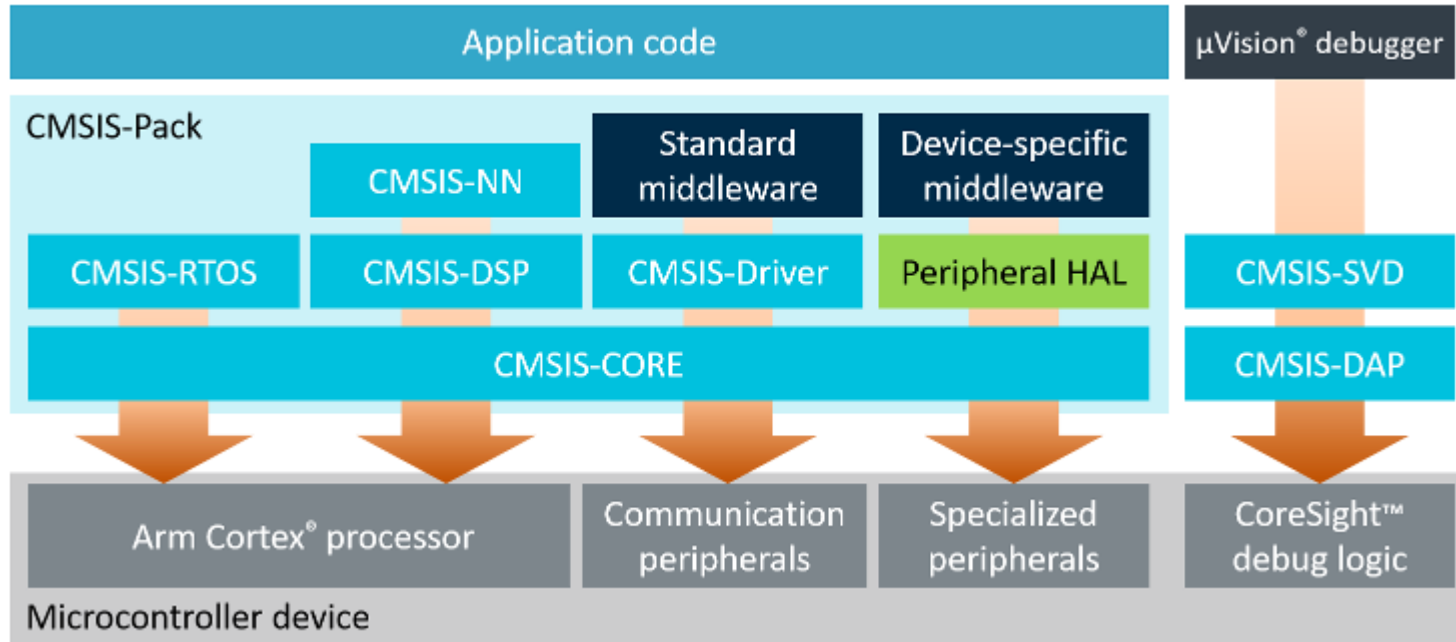 Application code
µVision® debugger
CMSIS-Pack
CMSIS-NN
Standard
middleware
Device-specific
middleware
CMSIS-RTOS
CMSIS-DSP
CMSIS-Driver
Peripheral HAL
CMSIS-SVD
CMSIS-CORE
CMSIS-DAP
Arm Cortex® processor
Communication
peripherals
Specialized
peripherals
CoreSight™
debug logic
Microcontroller device